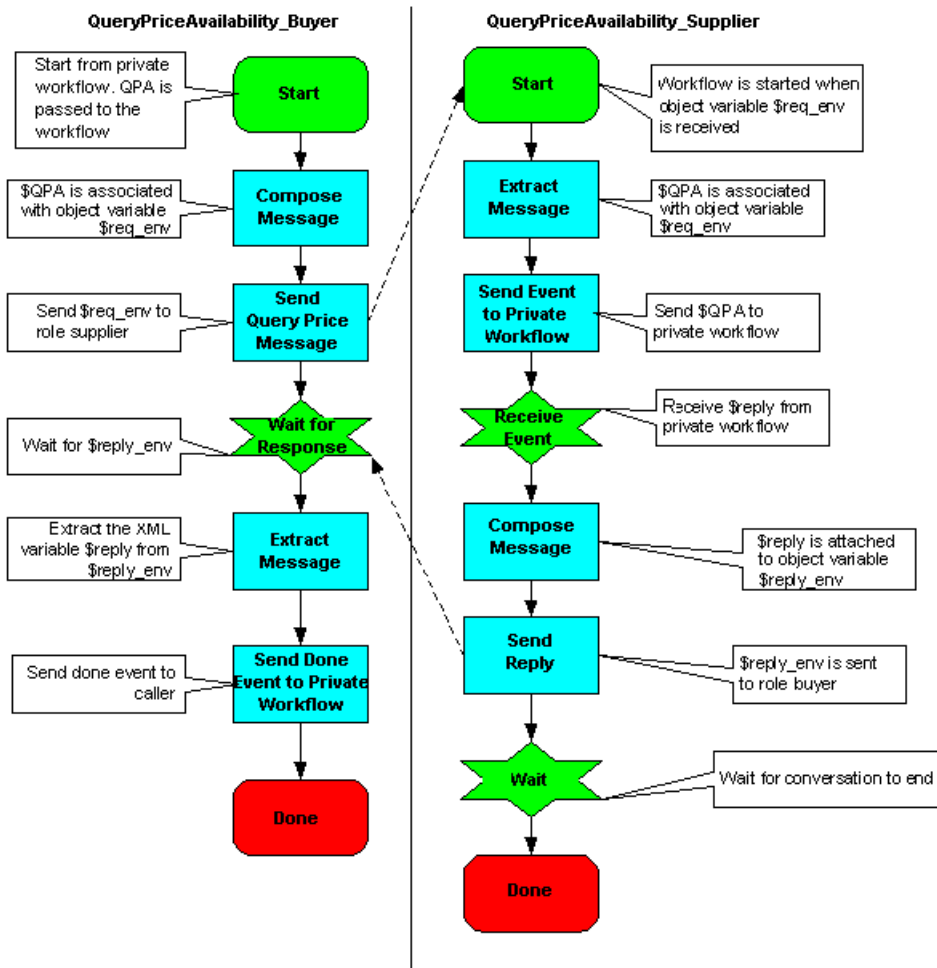 QueryPriceAvailability_Buyer
Start from private
workflow. QPA is
passed to the
workflow
Start
$QPA is associated
with object variable
$req_env
Compose
Message
Send $req_env to
role supplier
Send
Query Price
Message
Wait for $reply_env
Wait for
Response
Extract the XML
variable $reply from
$reply_env
Extract
Message
Send done event to
caller
Send Done
Event to Private
Workflow
Done
QueryPriceAvailability_Supplier
Start
Workflow is started when
object variable $req_env
is received
Extract
Message
$QPA is associated
with object variable
$req_env
Send Event
to Private
Workflow
Send $QPA to
private workflow
Receive
Event
Receive $reply from
private workflow
Compose
Message
$reply is attached
to object variable
$reply_env
Send
Reply
$reply_env is sent
to role buyer
Wait
Wait for conversation to end
Done